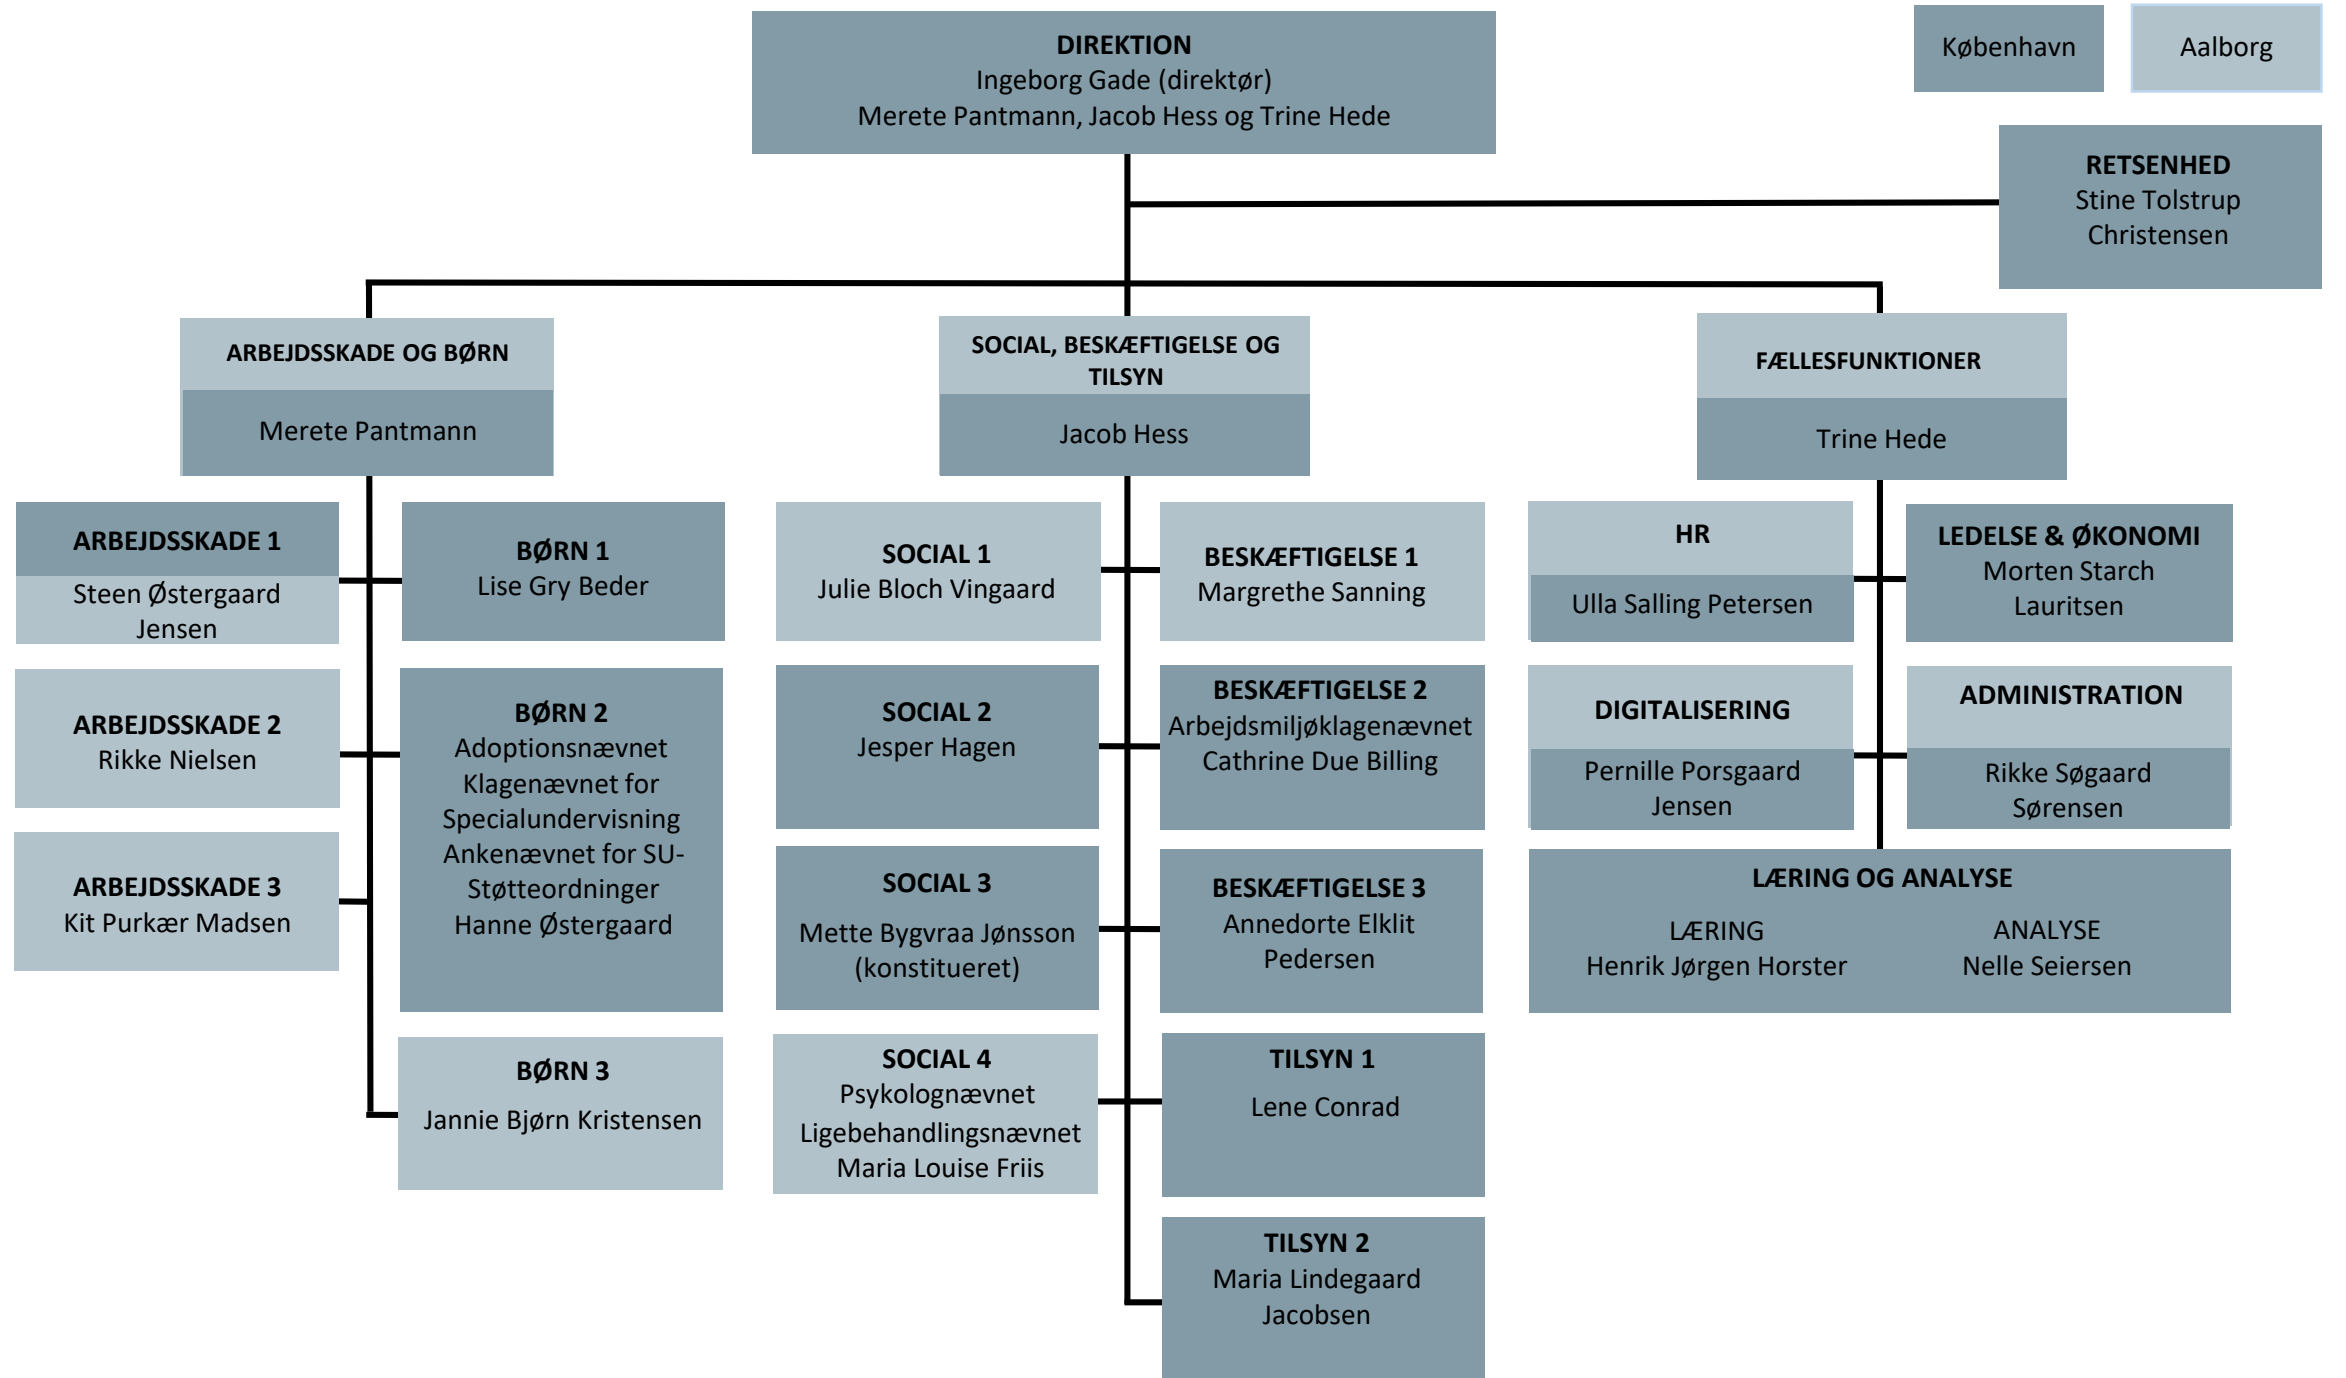 DIREKTION
Ingeborg Gade (direktør)
Merete Pantmann, Jacob Hess og Trine Hede
København
Aalborg
RETSENHED
Stine Tolstrup
Christensen
ARBEJDSSKADE OG BØRN
Merete Pantmann
SOCIAL, BESKÆFTIGELSE OG
TILSYN
Jacob Hess
FÆLLESFUNKTIONER
Trine Hede
ARBEJDSSKADE 1
Steen Østergaard
Jensen
BØRN 1
Lise Gry Beder
ARBEJDSSKADE 2
Rikke Nielsen
BØRN 2
Adoptionsnævnet
Klagenævnet for
Specialundervisning
Ankenævnet for SU-
Støtteordninger
Hanne Østergaard
ARBEJDSSKADE 3
Kit Purkær Madsen
BØRN 3
Jannie Bjørn Kristensen
SOCIAL 1
Julie Bloch Vingaard
BESKÆFTIGELSE 1
Margrethe Sanning
SOCIAL 2
Jesper Hagen
BESKÆFTIGELSE 2
Arbejdsmiljøklagenævnet
Cathrine Due Billing
SOCIAL 3
Mette Bygvraa Jønsson
(konstitueret)
BESKÆFTIGELSE 3
Annedorte Elklit
Pedersen
SOCIAL 4
Psykolognævnet
Ligebehandlingsnævnet
Maria Louise Friis
TILSYN 1
Lene Conrad
TILSYN 2
Maria Lindegaard
Jacobsen
HR
Ulla Salling Petersen
LEDELSE & ØKONOMI
Morten Starch
Lauritsen
DIGITALISERING
Pernille Porsgaard
Jensen
ADMINISTRATION
Rikke Søgaard
Sørensen
LÆRING OG ANALYSE
LÆRING
Henrik Jørgen Horster
ANALYSE
Nelle Seiersen